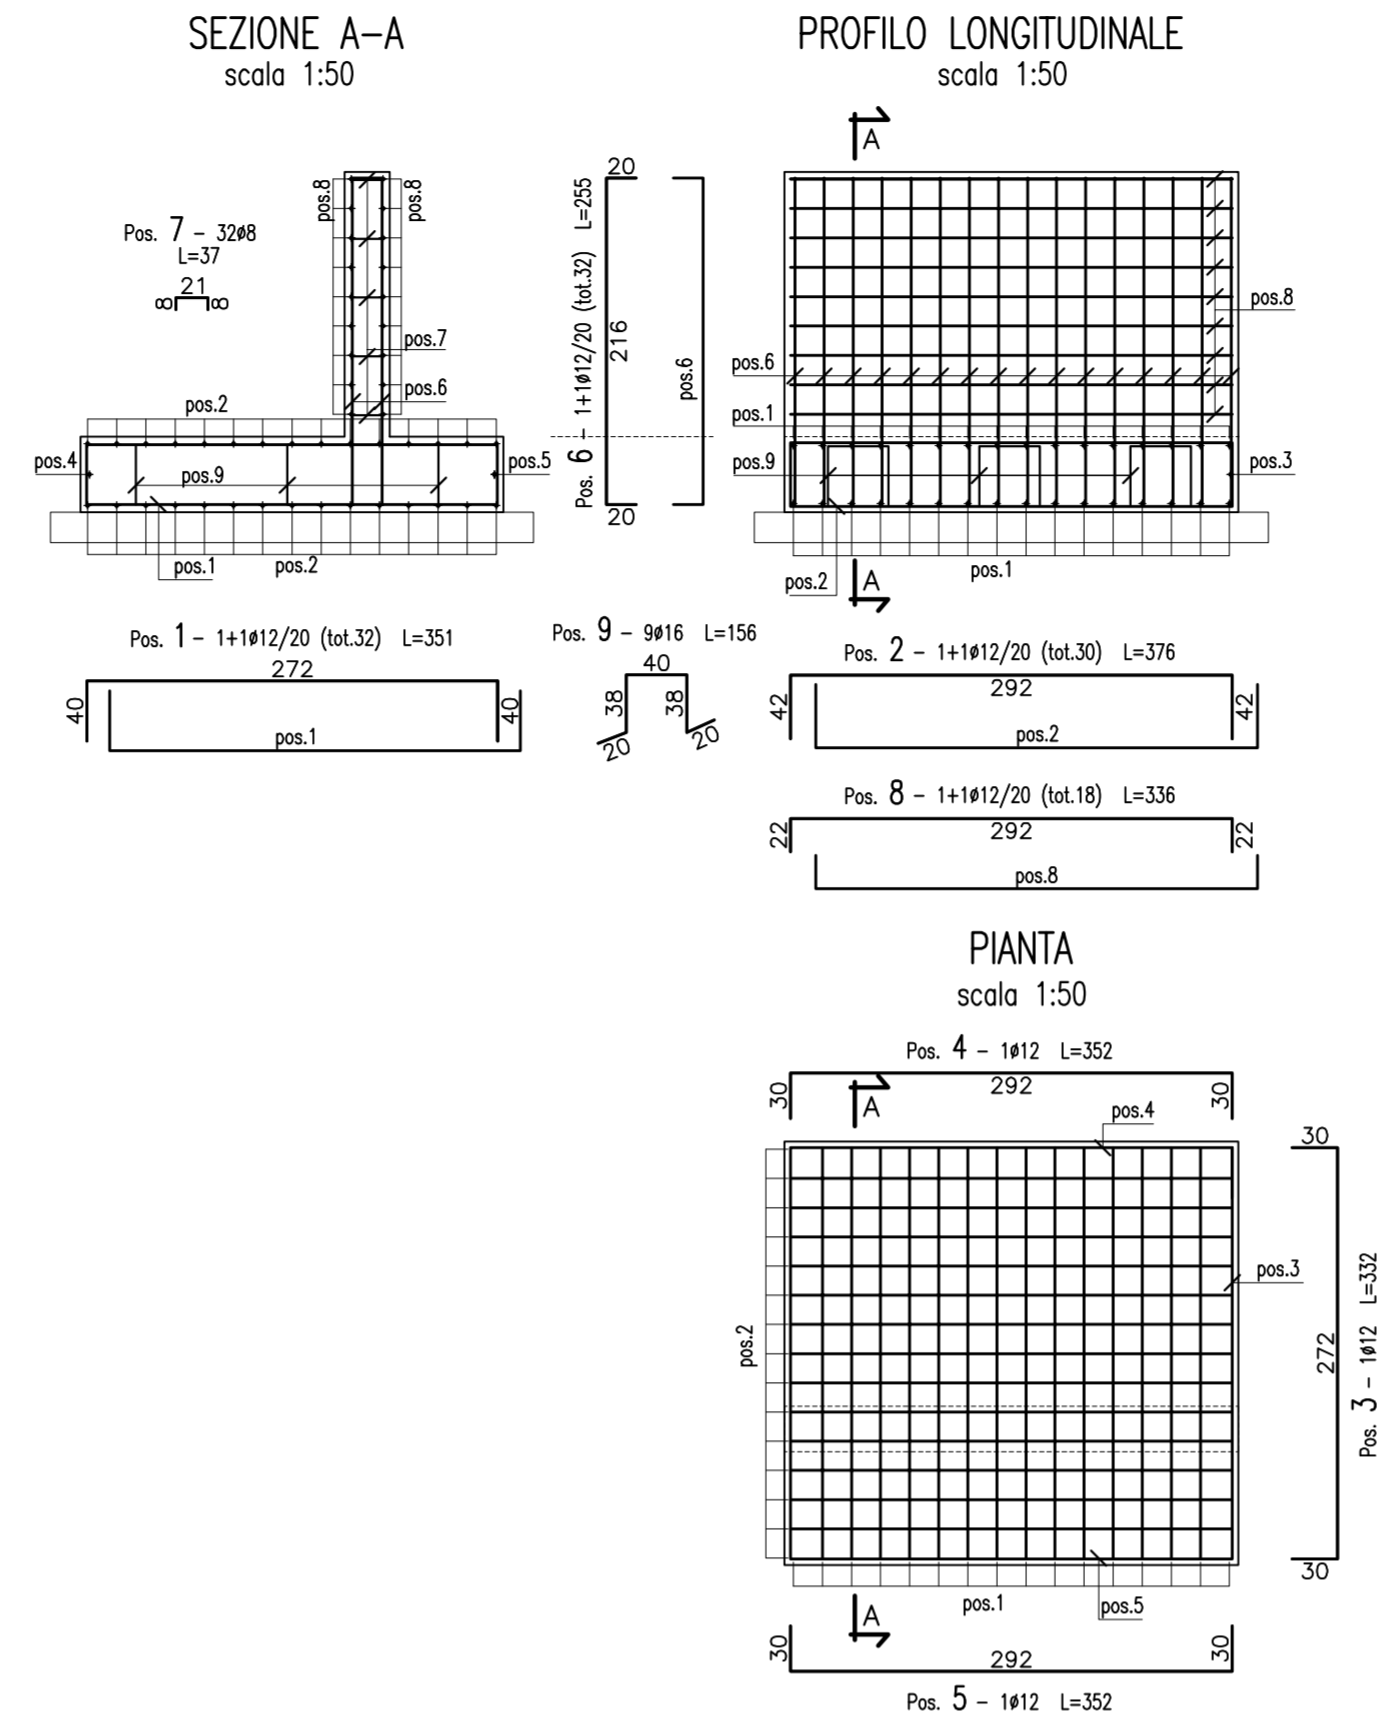 SEZIONE A-A
scala 1:50
PROFILO LONGITUDINALE
scala 1:50
A
pos.8
pos.8
Pos. 7 - 32ø8
L=37
21
8
8
pos.7
pos.6
pos.2
pos.4
pos.9
pos.5
pos.1
pos.2
Pos. 6 - 1+1ø12/20 (tot.32) L=255
20
216
20
pos.6
pos.8
pos.6
pos.1
pos.9
pos.3
pos.2
A
pos.1
Pos. 1 - 1+1ø12/20 (tot.32) L=351
272
40
40
pos.1
Pos. 9 - 9ø16 L=156
40
38
38
20
20
Pos. 2 - 1+1ø12/20 (tot.30) L=376
292
42
42
pos.2
Pos. 8 - 1+1ø12/20 (tot.18) L=336
292
22
22
pos.8
PIANTA
scala 1:50
Pos. 4 - 1ø12 L=352
292
30
30
A
pos.4
30
pos.3
272
Pos. 3 - 1ø12 L=332
30
pos.2
pos.1
pos.5
A
30
30
292
Pos. 5 - 1ø12 L=352